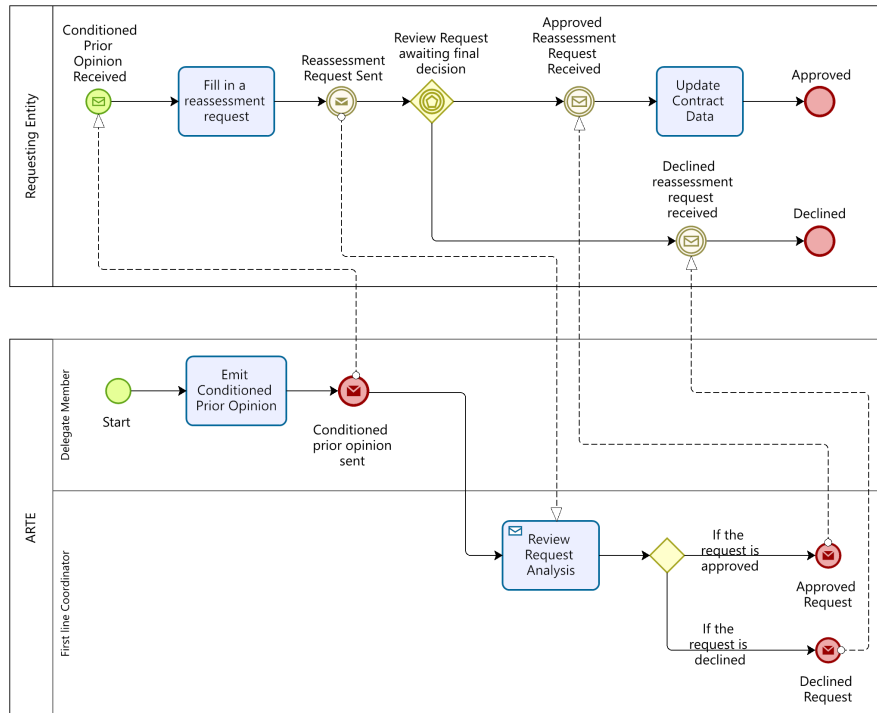 Requesting Entity
Conditioned
Prior
Opinion
Received
Fill in a
reassessment
request
Reassessment
Request Sent
Review Request
awaiting final
decision
Approved
Reassessment
Request
Received
Update
Contract
Data
Approved
Declined
reassessment
request
received
Declined
ARTE
Delegate Member
Start
Emit
Conditioned
Prior Opinion
Conditioned
prior opinion
sent
First line Coordinator
Review
Request
Analysis
If the
request is
approved
Approved
Request
If the
request is
declined
Declined
Request